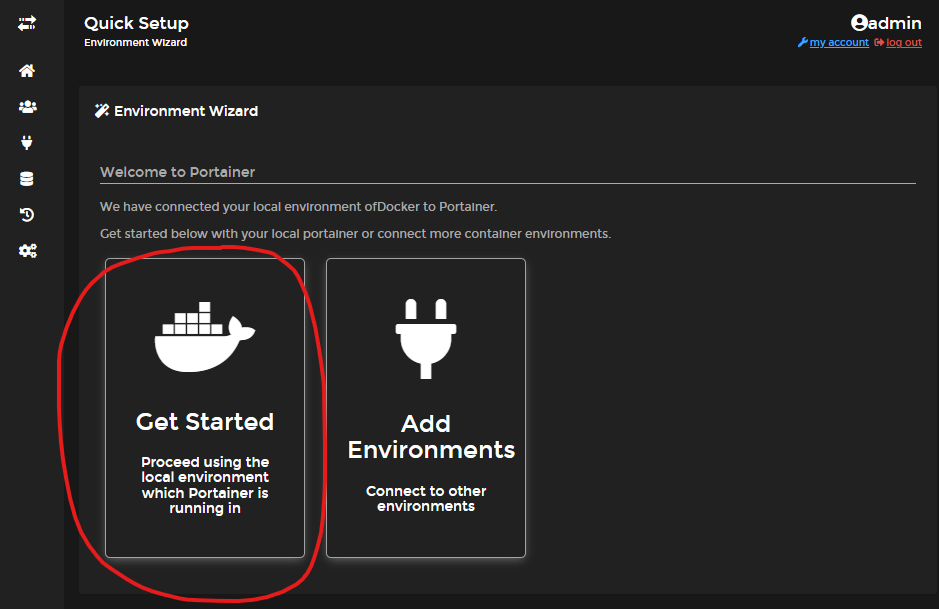 Quick Setup
admin
Environment Wizard
my account log out
Environment Wizard
Welcome to Portainer
We have connected your local environment ofDocker to Portainer.
Get started below with your local portainer or connect more container environments.
Get Started
Proceed using the
local environment
which Portainer is
running in
Add
Environments
Connect to other
environments